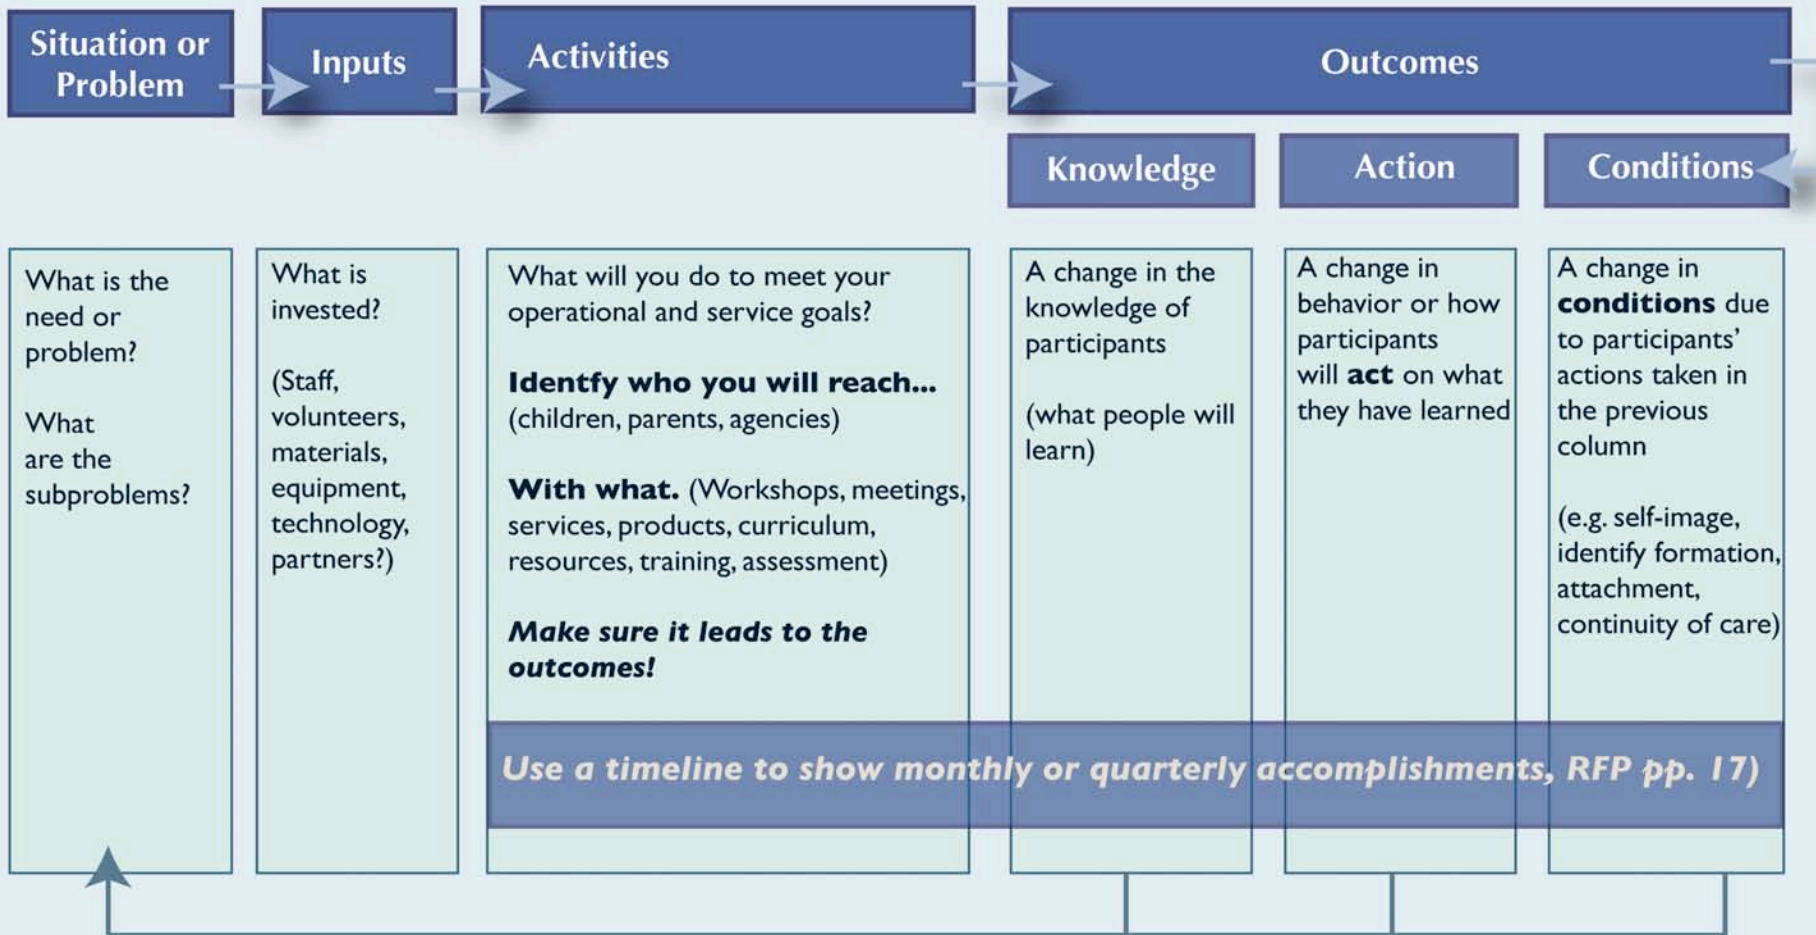 Situation or
Problem
Inputs
Activities
Outcomes
Knowledge
Action
Conditions
What is the
need or
problem?
What
are the
subproblems?
What is
invested?
(Staff,
volunteers,
materials,
equipment,
technology,
partners?)
What will you do to meet your
operational and service goals?
Identfy who you will reach...
(children, parents, agencies)
With what. (Workshops, meetings,
services, products, curriculum,
resources, training, assessment)
Make sure it leads to the
outcomes!
A change in the
knowledge of
participants
(what people will
learn)
A change in
behavior or how
participants
will act on what
they have learned
A change in
conditions due
to participants’
actions taken in
the previous
column
(e.g. self-image,
identify formation,
attachment,
continuity of care)
Use a timeline to show monthly or quarterly accomplishments, RFP pp. 17)